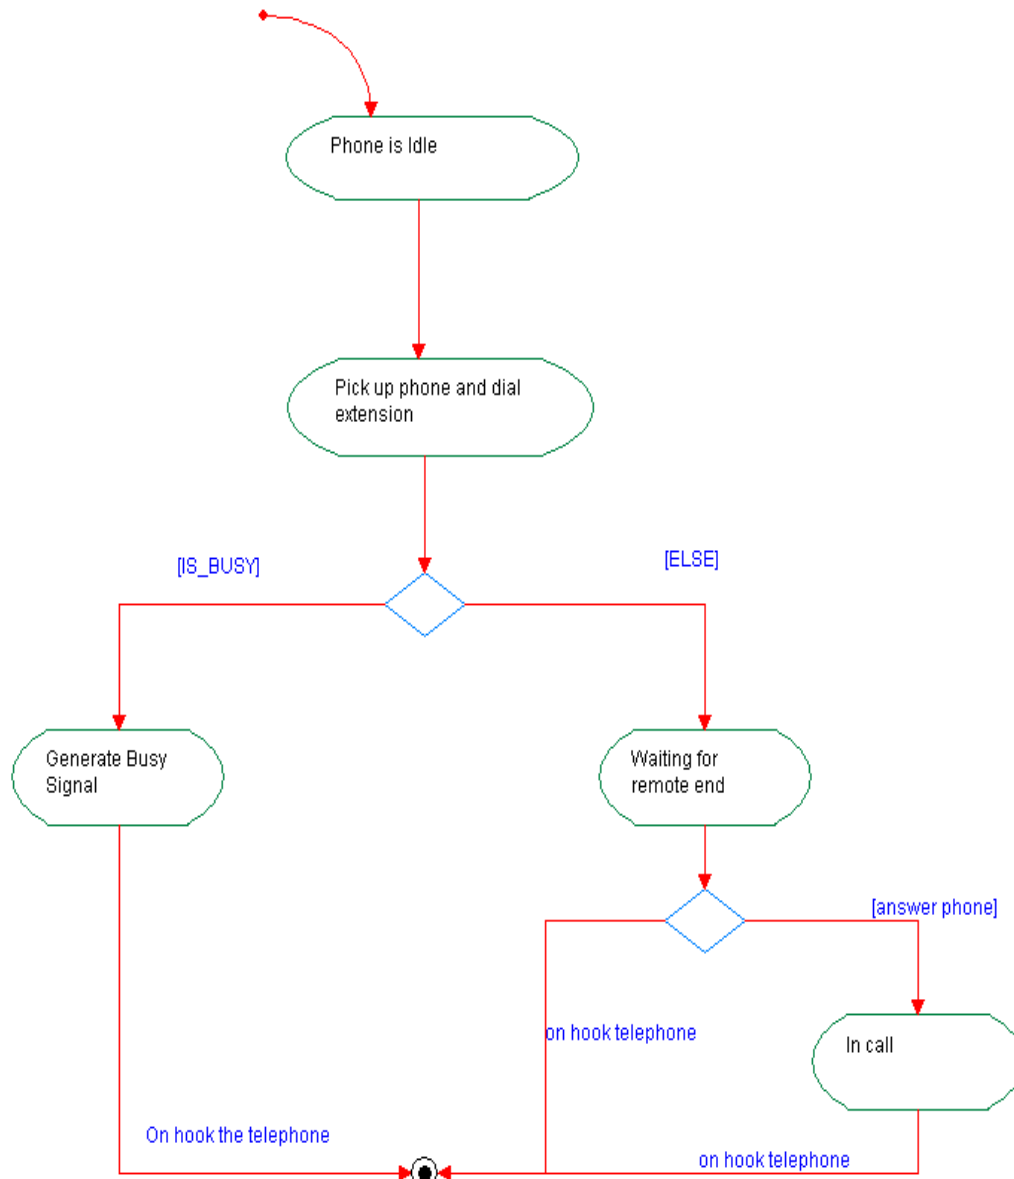 Phone is Idle
Pick up phone and dial
extension
[IS_BUSY]
[ELSE]
Generate Busy
Signal
Waiting for
remote end
[answer phone]
on hook telephone
In call
On hook the telephone
on hook telephone